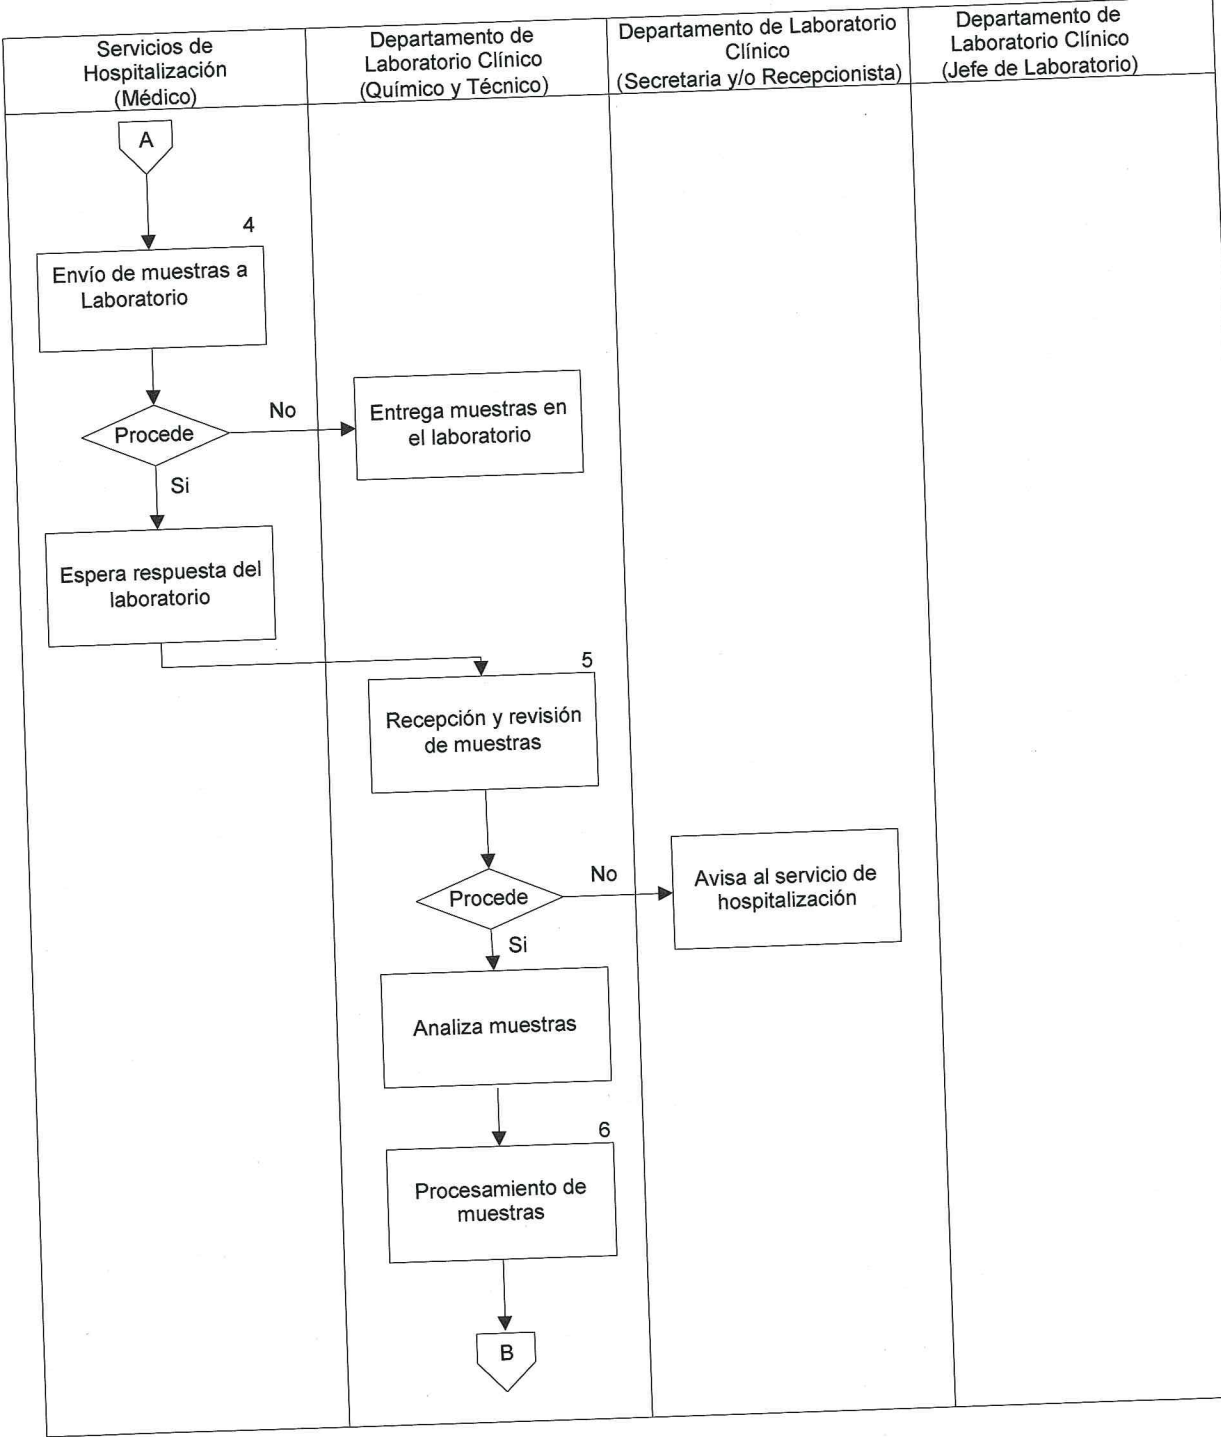 Servicios de
Hospitalización
(Médico)
Departamento de
Laboratorio Clínico
(Químico y Técnico)
Departamento de Laboratorio
Clínico
(Secretaria y/o Recepcionista)
Departamento de
Laboratorio Clínico
(Jefe de Laboratorio)
A
4
Envío de muestras a
Laboratorio
Procede
No
Entrega muestras en
el laboratorio
Si
Espera respuesta del
laboratorio
5
Recepción y revisión
de muestras
Procede
No
Avisa al servicio de
hospitalización
Si
Analiza muestras
6
Procesamiento de
muestras
B